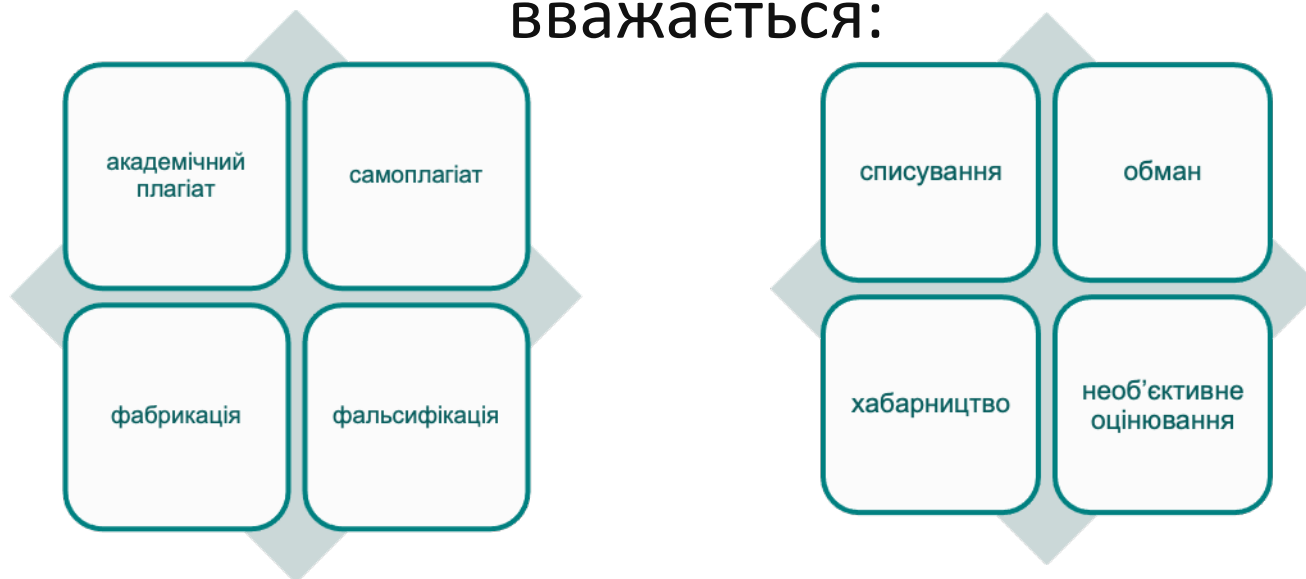 вважається:
академічний
плагіат
самоплагіат
фабрикація
фальсифікація
списування
обман
хабарництво
необ’єктивне
оцінювання